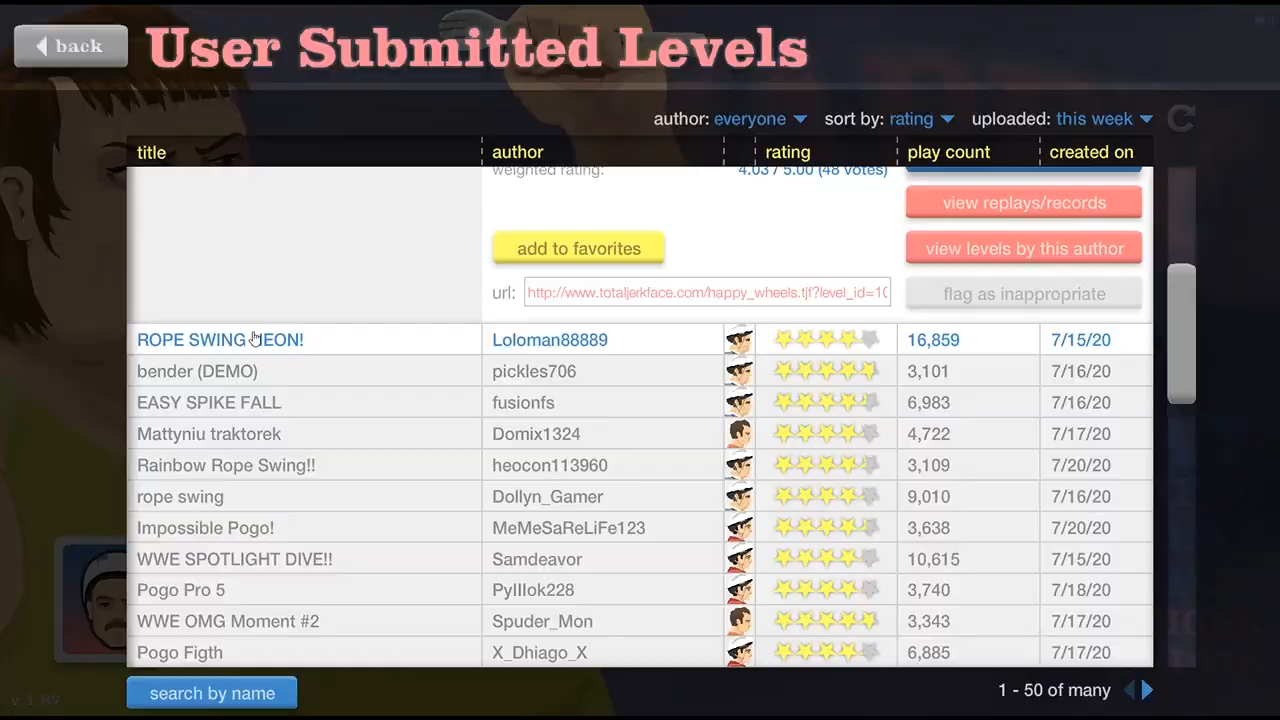 back
User Submitted Levels
author: everyone sort by: rating uploaded: this week
title author rating play count created on
weighted rating: 4.03 / 5.00 (48 votes)
view replays/records
add to favorites view levels by this author
url: http://www.totaljerkface.com/happy_wheels.tjf?level_id=10 flag as inappropriate
ROPE SWING NEON! Loloman88889 16,859 7/15/20
bender (DEMO) pickles706 3,101 7/16/20
EASY SPIKE FALL fusionfs 6,983 7/16/20
Mattyniu traktorek Domix1324 4,722 7/17/20
Rainbow Rope Swing!! heocon113960 3,109 7/20/20
rope swing Dollyn_Gamer 9,010 7/16/20
Impossible Pogo! MeMeSaReLiFe123 3,638 7/20/20
WWE SPOTLIGHT DIVE!! Samdeavor 10,615 7/15/20
Pogo Pro 5 PyIIIok228 3,740 7/18/20
WWE OMG Moment #2 Spuder_Mon 3,343 7/17/20
Pogo Figth X_Dhiago_X 6,885 7/17/20
search by name 1 - 50 of many
v 1.87